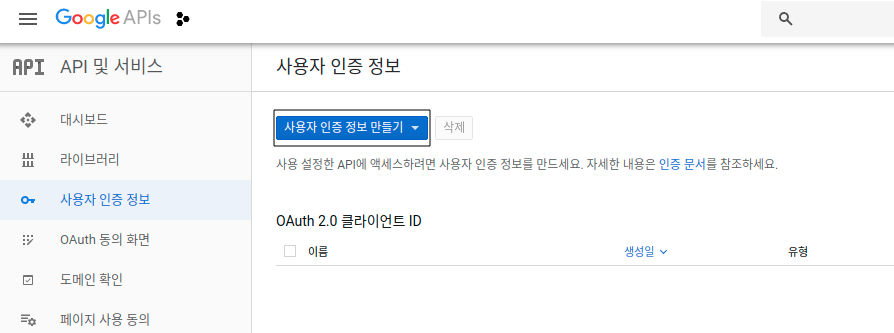 Google APIs
API API 및 서비스
사용자 인증 정보
대시보드
라이브러리
사용자 인증 정보
OAuth 동의 화면
도메인 확인
페이지 사용 동의
사용자 인증 정보 만들기 삭제
사용 설정한 API에 액세스하려면 사용자 인증 정보를 만드세요. 자세한 내용은 인증 문서를 참조하세요.
OAuth 2.0 클라이언트 ID
이름 생성일 유형